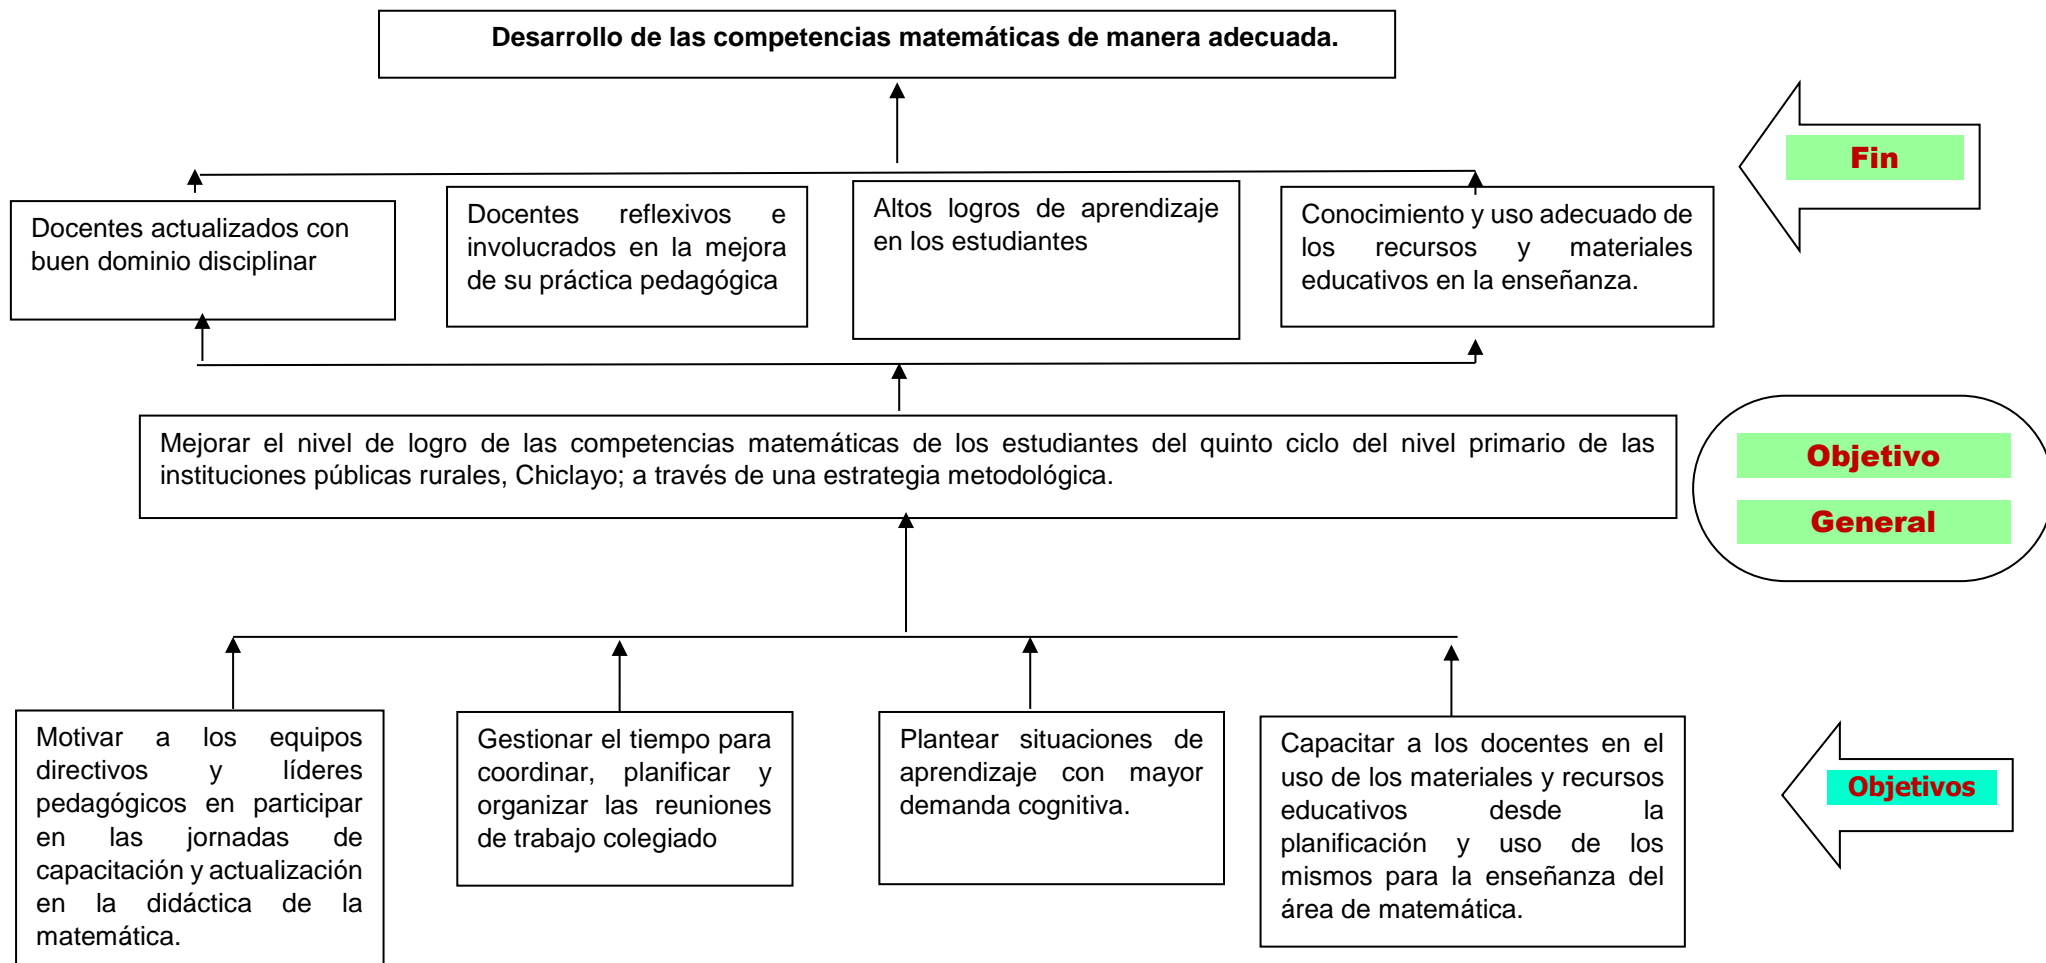 Desarrollo de las competencias matemáticas de manera adecuada.
Fin
Docentes actualizados con
buen dominio disciplinar
Docentes reflexivos e
involucrados en la mejora
de su práctica pedagógica
Altos logros de aprendizaje
en los estudiantes
Conocimiento y uso adecuado de
los recursos y materiales
educativos en la enseñanza.
Mejorar el nivel de logro de las competencias matemáticas de los estudiantes del quinto ciclo del nivel primario de las
instituciones públicas rurales, Chiclayo; a través de una estrategia metodológica.
Objetivo
General
Motivar a los equipos
directivos y líderes
pedagógicos en participar
en las jornadas de
capacitación y actualización
en la didáctica de la
matemática.
Gestionar el tiempo para
coordinar, planificar y
organizar las reuniones
de trabajo colegiado
Plantear situaciones de
aprendizaje con mayor
demanda cognitiva.
Capacitar a los docentes en el
uso de los materiales y recursos
educativos desde la
planificación y uso de los
mismos para la enseñanza del
área de matemática.
Objetivos